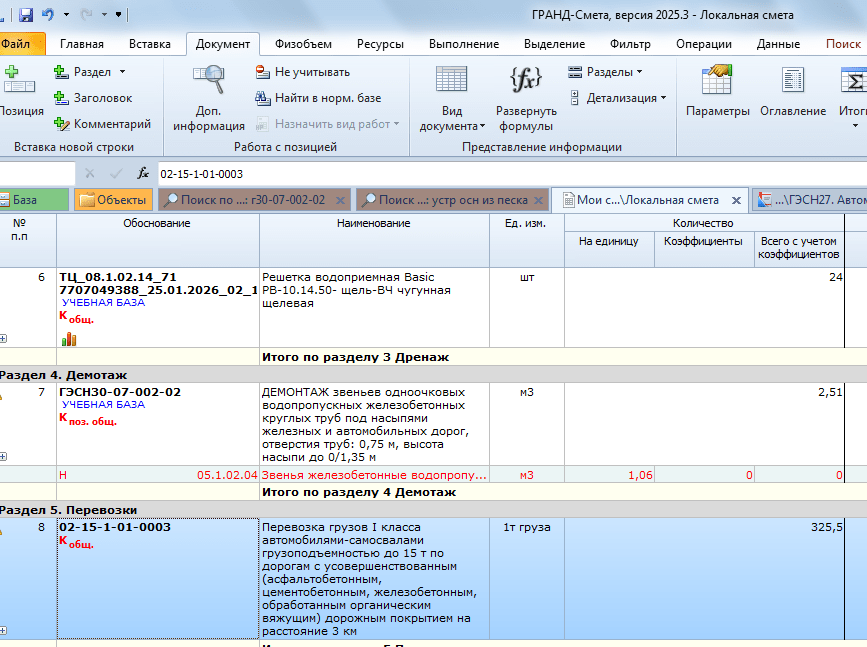 ГРАНД-Смета, версия 2025.3 - Локальная смета
Файл Главная Вставка Документ Физобъем Ресурсы Выполнение Выделение Фильтр Операции Данные Поиск
Позиция
Раздел
Заголовок
Комментарий
Вставка новой строки
Доп. информация
Не учитывать
Найти в норм. базе
Назначить вид работ
Работа с позицией
Вид документа
Развернуть формулы
Разделы
Детализация
Представление информации
Параметры Оглавление
fx 02-15-1-01-0003
База Объекты Поиск по ...: г30-07-002-02 Поиск ...: устр осн из песка Мои с...\Локальная смета ...\ГЭСН27.
№ п.п Обоснование Наименование Ед. изм. Количество
На единицу Коэффициенты Всего с учетом
коэффициентов
6 ТЦ_08.1.02.14_71 Решетка водоприемная Basic шт 24
7707049388_25.01.2026_02_1 РВ-10.14.50- щель-ВЧ чугунная
УЧЕБНАЯ БАЗА щелевая
К общ.
Итого по разделу 3 Дренаж
Раздел 4. Демотаж
7 ГЭСН30-07-002-02 ДЕМОНТАЖ звеньев одноочковых м3 2,51
УЧЕБНАЯ БАЗА водопропускных железобетонных
К поз. общ. круглых труб под насыпями
железных и автомобильных дорог,
отверстия труб: 0,75 м, высота
насыпи до 0/1,35 м
Н 05.1.02.04 Звенья железобетонные водопропу... м3 1,06 0 0
Итого по разделу 4 Демотаж
Раздел 5. Перевозки
8 02-15-1-01-0003 Перевозка грузов I класса 1т груза 325,5
К общ. автомобилями-самосвалами
грузоподъемностью до 15 т по
дорогам с усовершенствованным
(асфальтобетонным,
цементобетонным, железобетонным,
обработанным органическим
вяжущим) дорожным покрытием на
расстояние 3 км